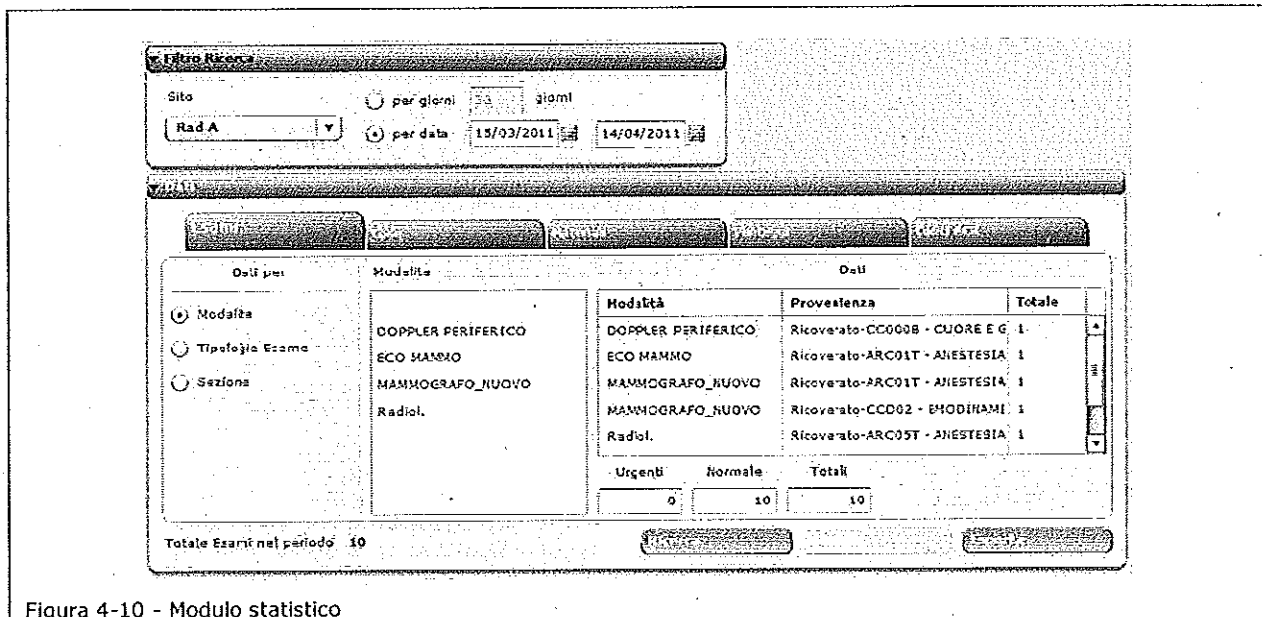 Filtro Ricerca
Sito
per giorni
giorni
Rad A
per data
15/03/2011
14/04/2011
Dati per
Modalita
Dati
Modalita
Tipologia Esame
Sezione
DOPPLER PERIFERICO
ECO MAMMO
MAMMOGRAFO_NUOVO
Radiol.
Modalità Provenienza Totale
DOPPLER PERIFERICO Ricoverato-CC000B - CUORE E G 1
ECO MAMMO Ricoverato-ARC01T - ANESTESIA 1
MAMMOGRAFO_NUOVO Ricoverato-ARC01T - ANESTESIA 1
MAMMOGRAFO_NUOVO Ricoverato-CCD02 - EMODINAMI 1
Radiol. Ricoverato-ARC05T - ANESTESIA 1
Urgenti Normale Totali
0 10 10
Totale Esami nel periodo 10
Figura 4-10 - Modulo statistico